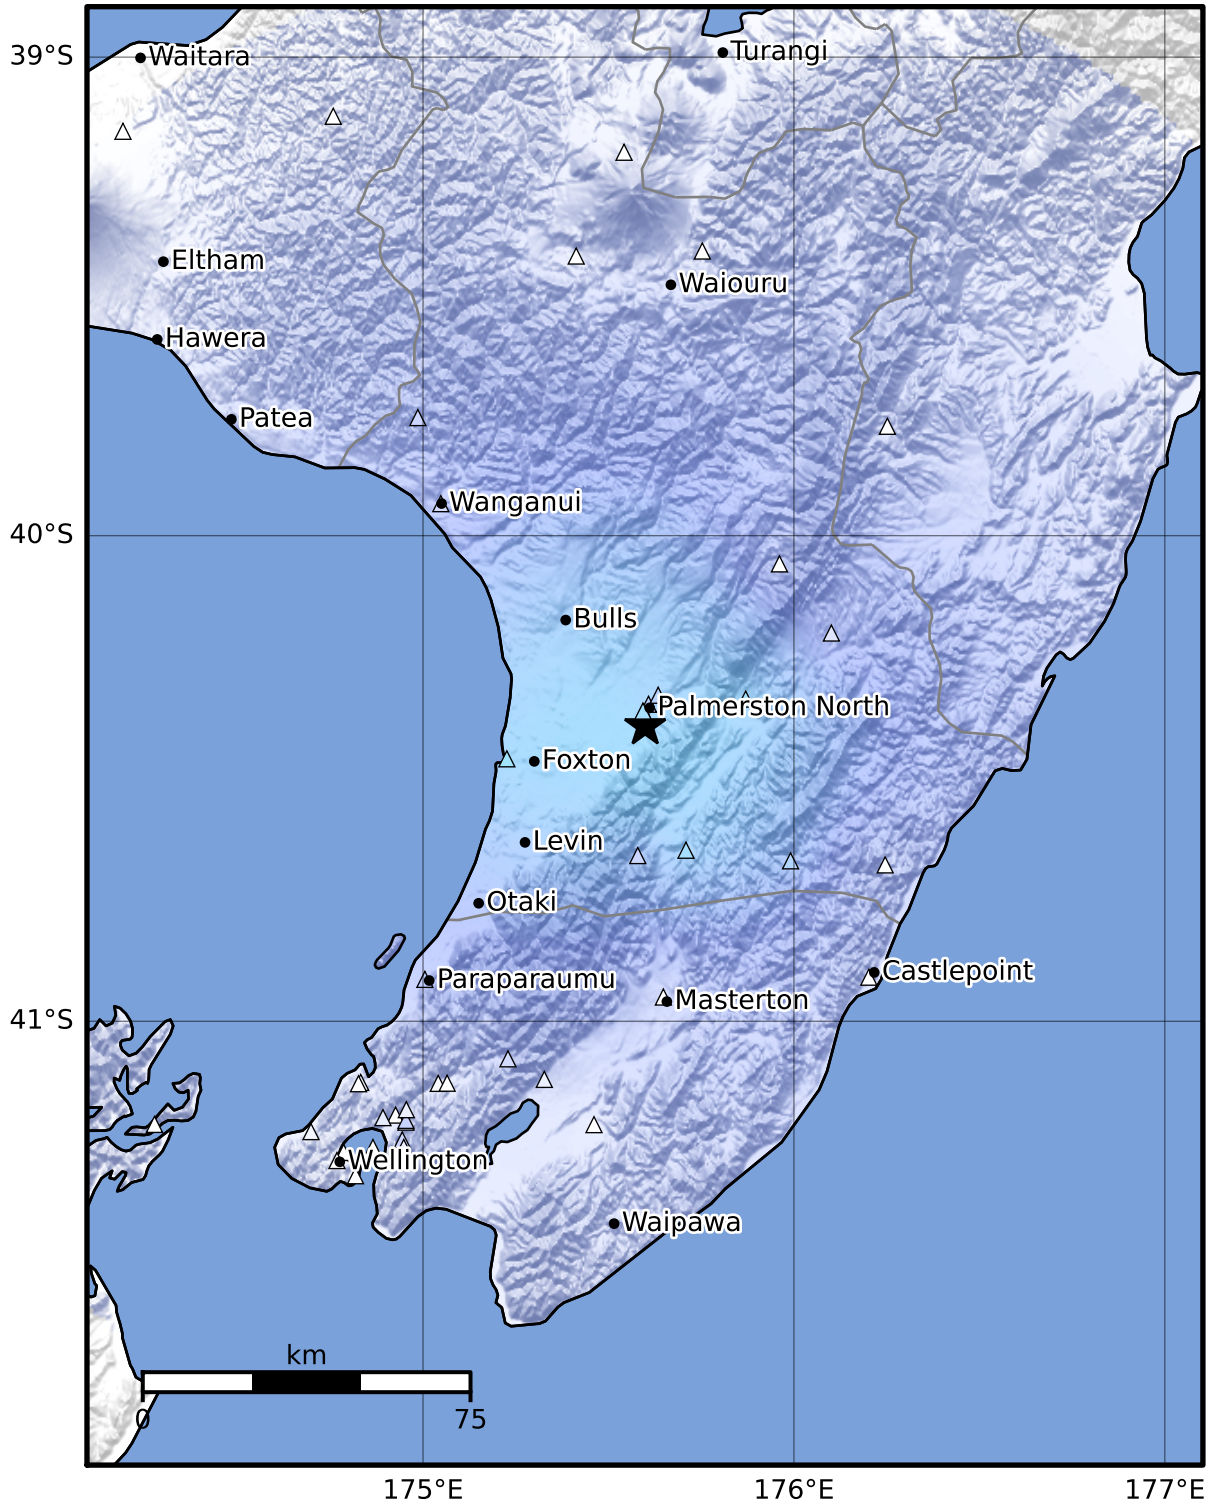 Turangi
39°S
Waitara
Eltham
Waiouru
Hawera
Patea
Wanganui
40°S
Bulls
Palmerston North
Foxton
Levin
Otaki
Castlepoint
Paraparaumu
Masterton
41°S
Wellington
Waipawa
km
0
75
175°E
176°E
177°E